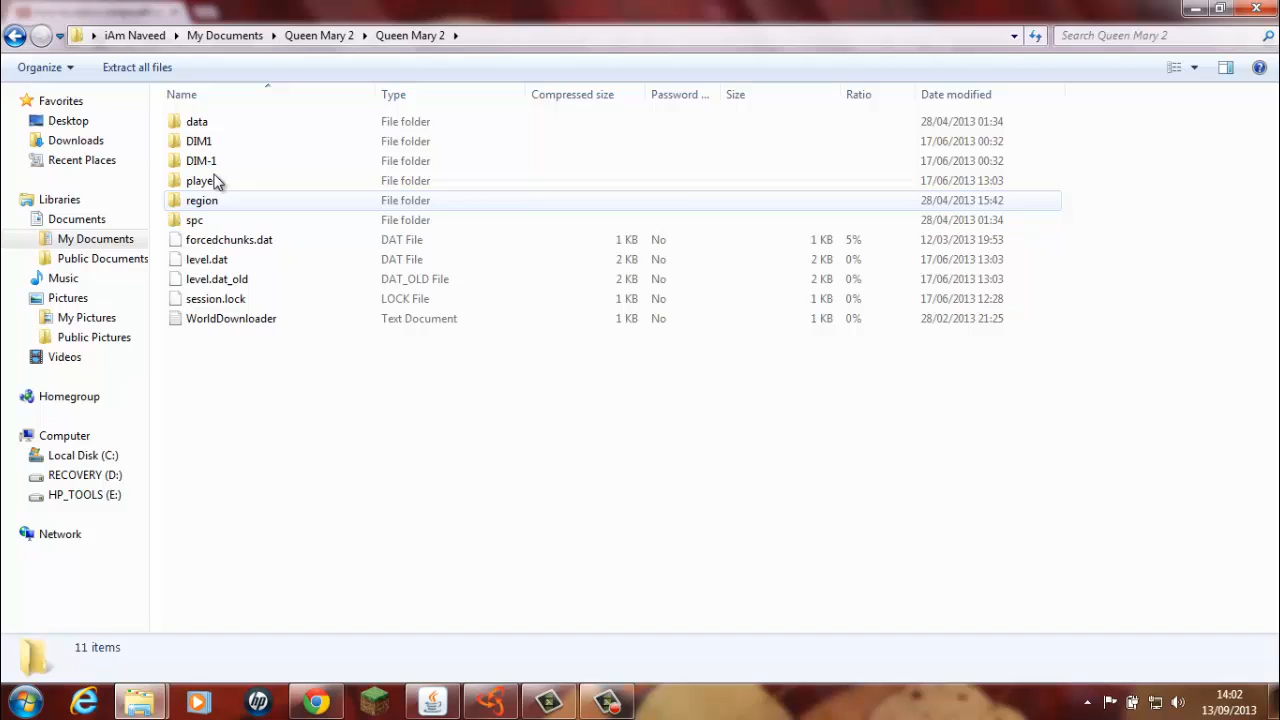 iAm Naveed My Documents Queen Mary 2 Queen Mary 2 Search Queen Mary 2
Organize Extract all files
Name Type Compressed size Password ... Size Ratio Date modified
Favorites
Desktop
Downloads
Recent Places
Libraries
Documents
My Documents
Public Documents
Music
Pictures
My Pictures
Public Pictures
Videos
Homegroup
Computer
Local Disk (C:)
RECOVERY (D:)
HP_TOOLS (E:)
Network
data File folder 28/04/2013 01:34
DIM1 File folder 17/06/2013 00:32
DIM-1 File folder 17/06/2013 00:32
playe File folder 17/06/2013 13:03
region File folder 28/04/2013 15:42
spc File folder 28/04/2013 01:34
forcedchunks.dat DAT File 1 KB No 1 KB 5% 12/03/2013 19:53
level.dat DAT File 2 KB No 2 KB 0% 17/06/2013 13:03
level.dat_old DAT_OLD File 2 KB No 2 KB 0% 17/06/2013 13:03
session.lock LOCK File 1 KB No 1 KB 0% 17/06/2013 12:28
WorldDownloader Text Document 1 KB No 1 KB 0% 28/02/2013 21:25
11 items
hp
14:02
13/09/2013